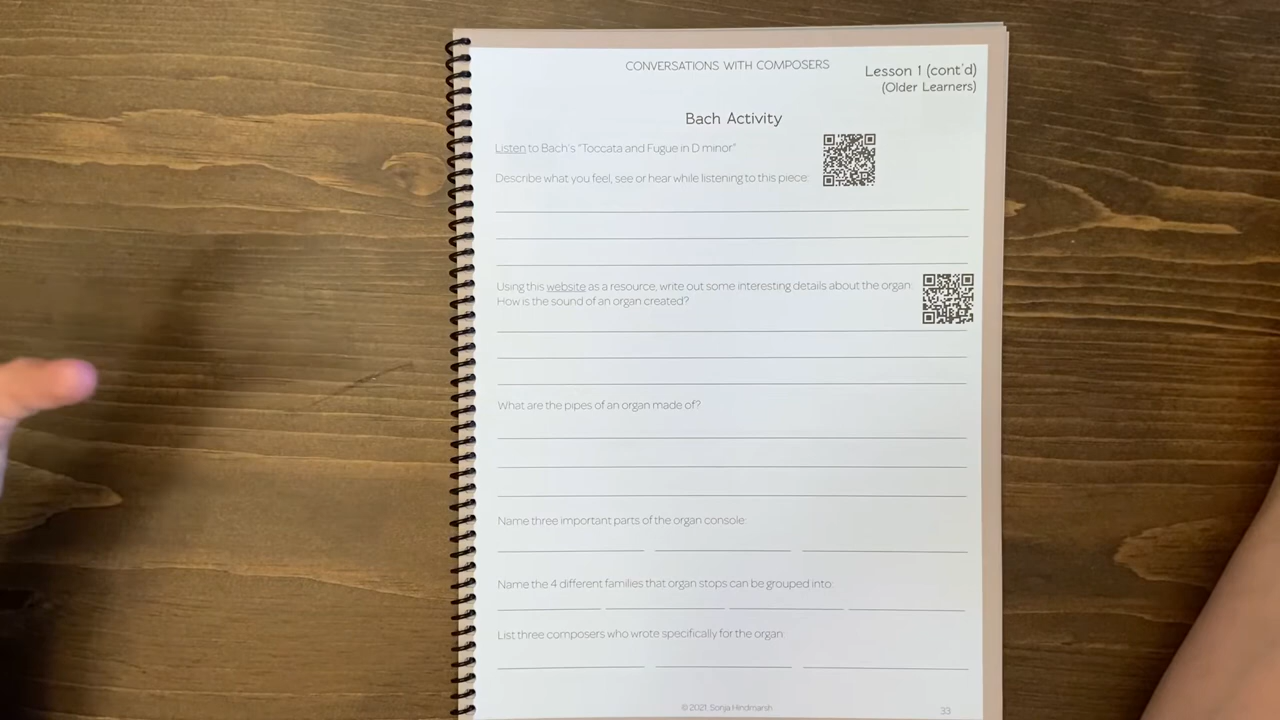 CONVERSATIONS WITH COMPOSERS
Lesson 1 (cont'd)
(Older Learners)
Bach Activity
Listen to Bach's "Toccata and Fugue in D minor"
Describe what you feel, see or hear while listening to this piece:
Using this website as a resource, write out some interesting details about the organ:
How is the sound of an organ created?
What are the pipes of an organ made of?
Name three important parts of the organ console:
Name the 4 different families that organ stops can be grouped into:
List three composers who wrote specifically for the organ:
© 2021, Sonja Hindmarsh
33